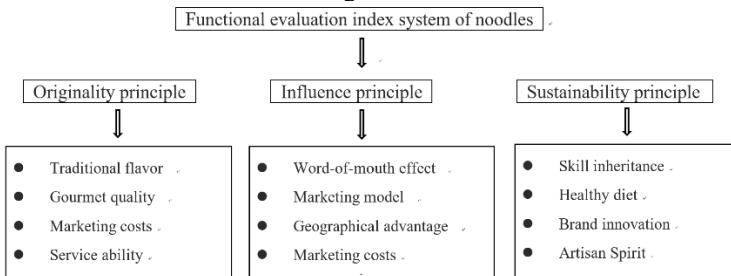 Functional evaluation index system of noodles
Originality principle
Influence principle
Sustainability principle
● Traditional flavor
● Gourmet quality
● Marketing costs
● Service ability
● Word-of-mouth effect
● Marketing model
● Geographical advantage
● Marketing costs
● Skill inheritance
● Healthy diet
● Brand innovation
● Artisan Spirit